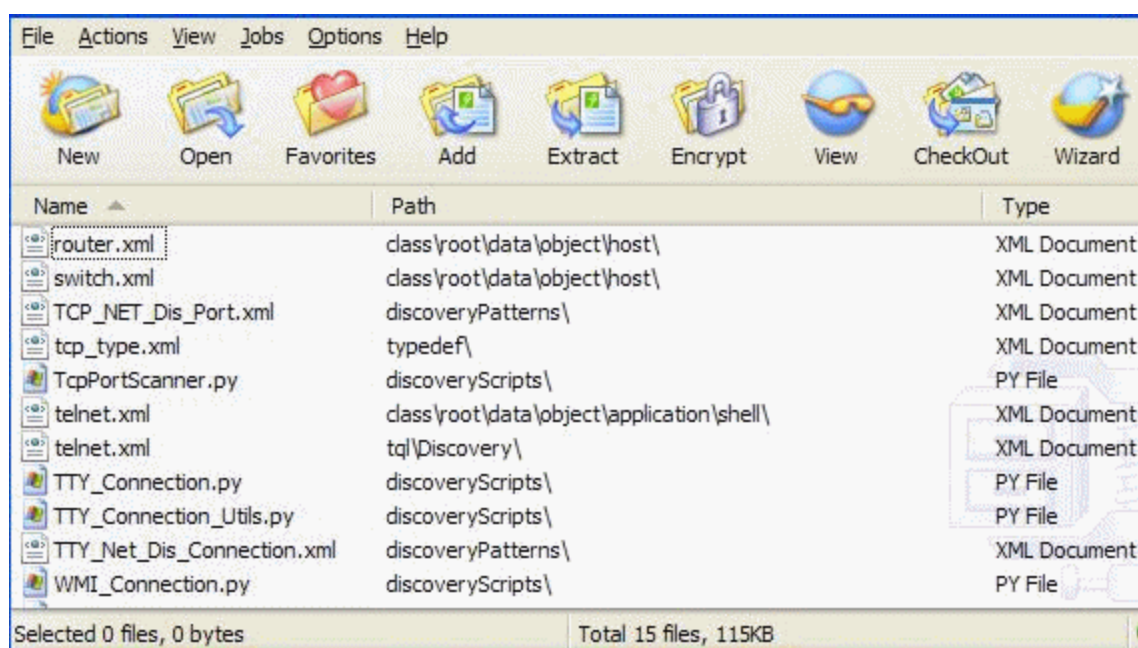 File Actions View Jobs Options Help
New Open Favorites Add Extract Encrypt View CheckOut Wizard
Name Path Type
router.xml class\root\data\object\host\ XML Document
switch.xml class\root\data\object\host\ XML Document
TCP_NET_Dis_Port.xml discoveryPatterns\ XML Document
tcp_type.xml typedef\ XML Document
TcpPortScanner.py discoveryScripts\ PY File
telnet.xml class\root\data\object\application\shell\ XML Document
telnet.xml tql\Discovery\ XML Document
TTY_Connection.py discoveryScripts\ PY File
TTY_Connection_Utils.py discoveryScripts\ PY File
TTY_Net_Dis_Connection.xml discoveryPatterns\ XML Document
WMI_Connection.py discoveryScripts\ PY File
Selected 0 files, 0 bytes Total 15 files, 115KB